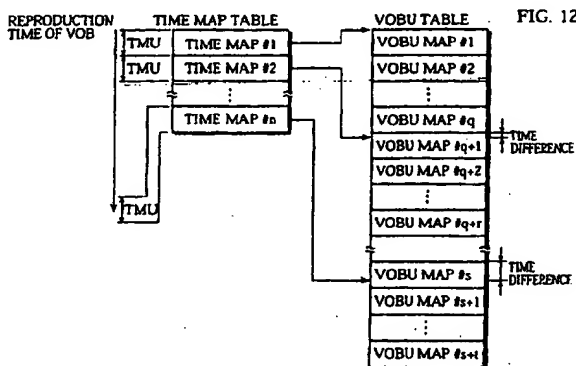 FIG. 12
REPRODUCTION
TIME OF VOB
TIME MAP TABLE
VOBU TABLE
TMU
TIME MAP #1
VOBU MAP #1
TMU
TIME MAP #2
VOBU MAP #2
TIME MAP #n
VOBU MAP #q
VOBU MAP #q+1
TIME
DIFFERENCE
VOBU MAP #q+2
TMU
VOBU MAP #q+r
VOBU MAP #s
TIME
DIFFERENCE
VOBU MAP #s+1
VOBU MAP #s+t